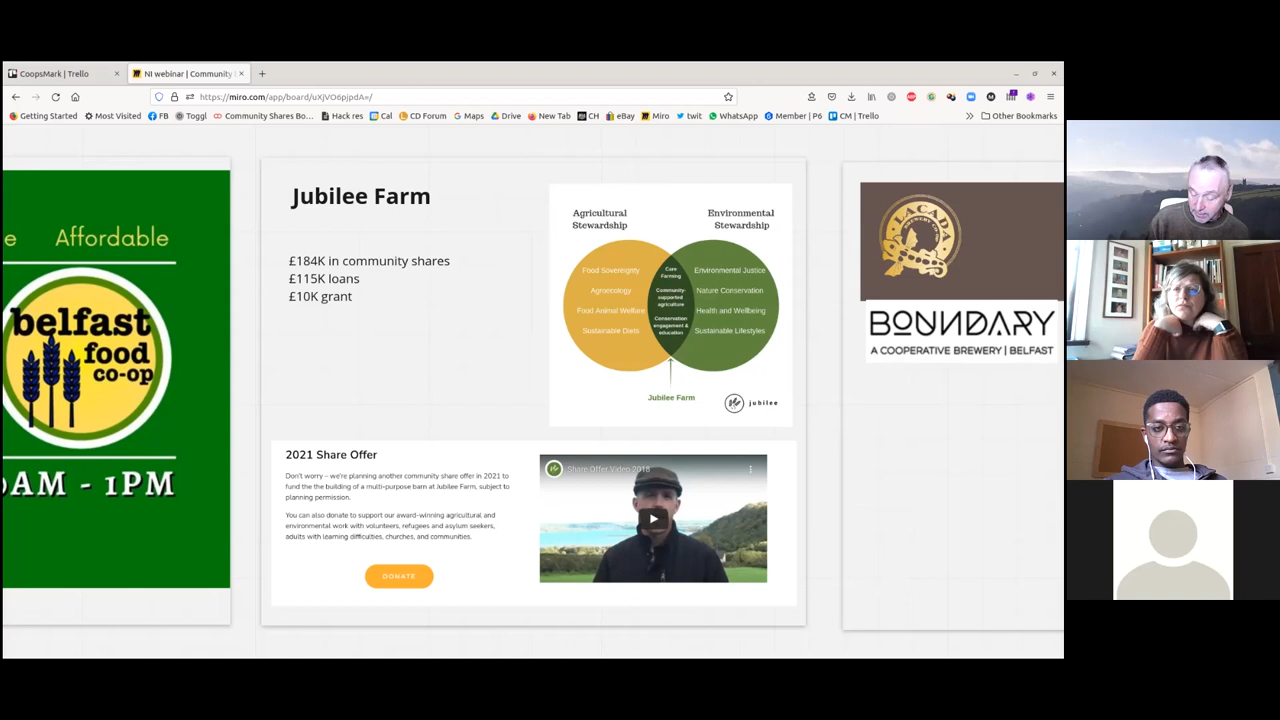 CoopsMark | Trello
NI webinar | Community
https://miro.com/app/board/uXjVO6pjpdA=/
Getting Started
Most Visited
FB
Toggl
Community Shares Bo...
Hack res
Cal
CD Forum
Maps
Drive
New Tab
CH
eBay
Miro
twit
WhatsApp
Member | P6
CM | Trello
Other Bookmarks
e Affordable
belfast
food
co-op
AM - 1PM
Jubilee Farm
£184K in community shares
£115K loans
£10K grant
Agricultural
Stewardship
Environmental
Stewardship
Food Sovereignty
Agroecology
Food Animal Welfare
Sustainable Diets
Care
Farming
Community-
supported
agriculture
Conservation
engagement &
education
Environmental Justice
Nature Conservation
Health and Wellbeing
Sustainable Lifestyles
Jubilee Farm
jubilee
2021 Share Offer
Don't worry – we're planning another community share offer in 2021 to
fund the the building of a multi-purpose barn at Jubilee Farm, subject to
planning permission.
You can also donate to support our award-winning agricultural and
environmental work with volunteers, refugees and asylum seekers,
adults with learning difficulties, churches, and communities.
DONATE
Share Offer Video 2018
LACADA
BOUNDARY
A COOPERATIVE BREWERY | BELFAST